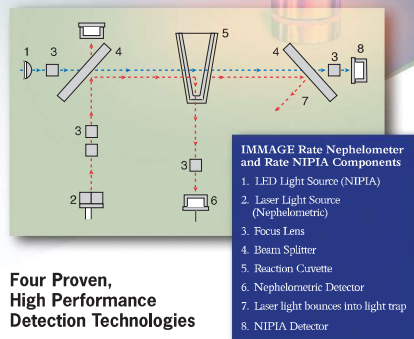 5
1
3
4
4
3
8
7
3
3
2
6
IMMAGE Rate Nephelometer
and Rate NIPIA Components
1. LED Light Source (NIPIA)
2. Laser Light Source
(Nephelometric)
3. Focus Lens
4. Beam Splitter
5. Reaction Cuvette
6. Nephelometric Detector
7. Laser light bounces into light trap
8. NIPIA Detector
Four Proven,
High Performance
Detection Technologies